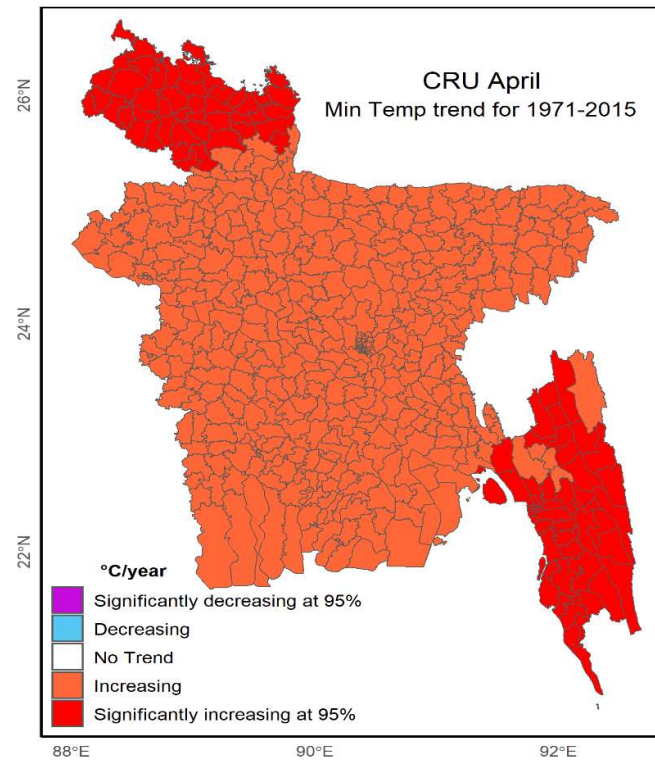 CRU April
Min Temp trend for 1971-2015
26°N
24°N
22°N
°C/year
Significantly decreasing at 95%
Decreasing
No Trend
Increasing
Significantly increasing at 95%
88°E
90°E
92°E